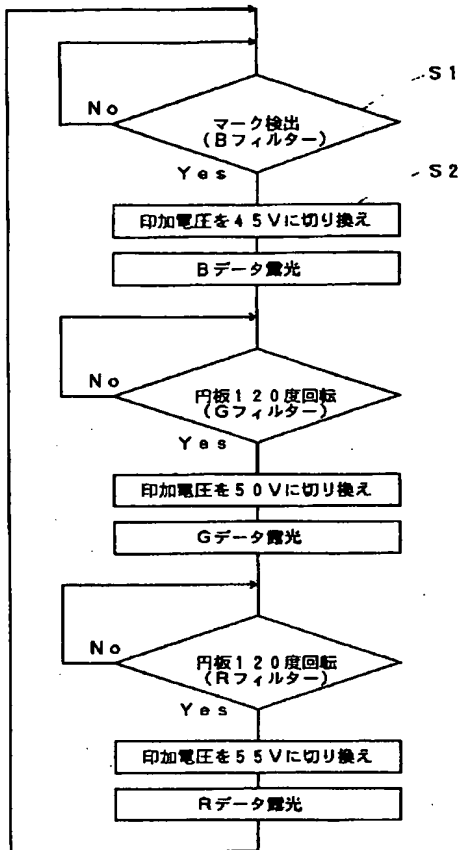 S1
No
マーク検出
(Bフィルター)
Yes
S2
印加電圧を45Vに切り換え
Bデータ露光
No
円板120度回転
(Gフィルター)
Yes
印加電圧を50Vに切り換え
Gデータ露光
No
円板120度回転
(Rフィルター)
Yes
印加電圧を55Vに切り換え
Rデータ露光